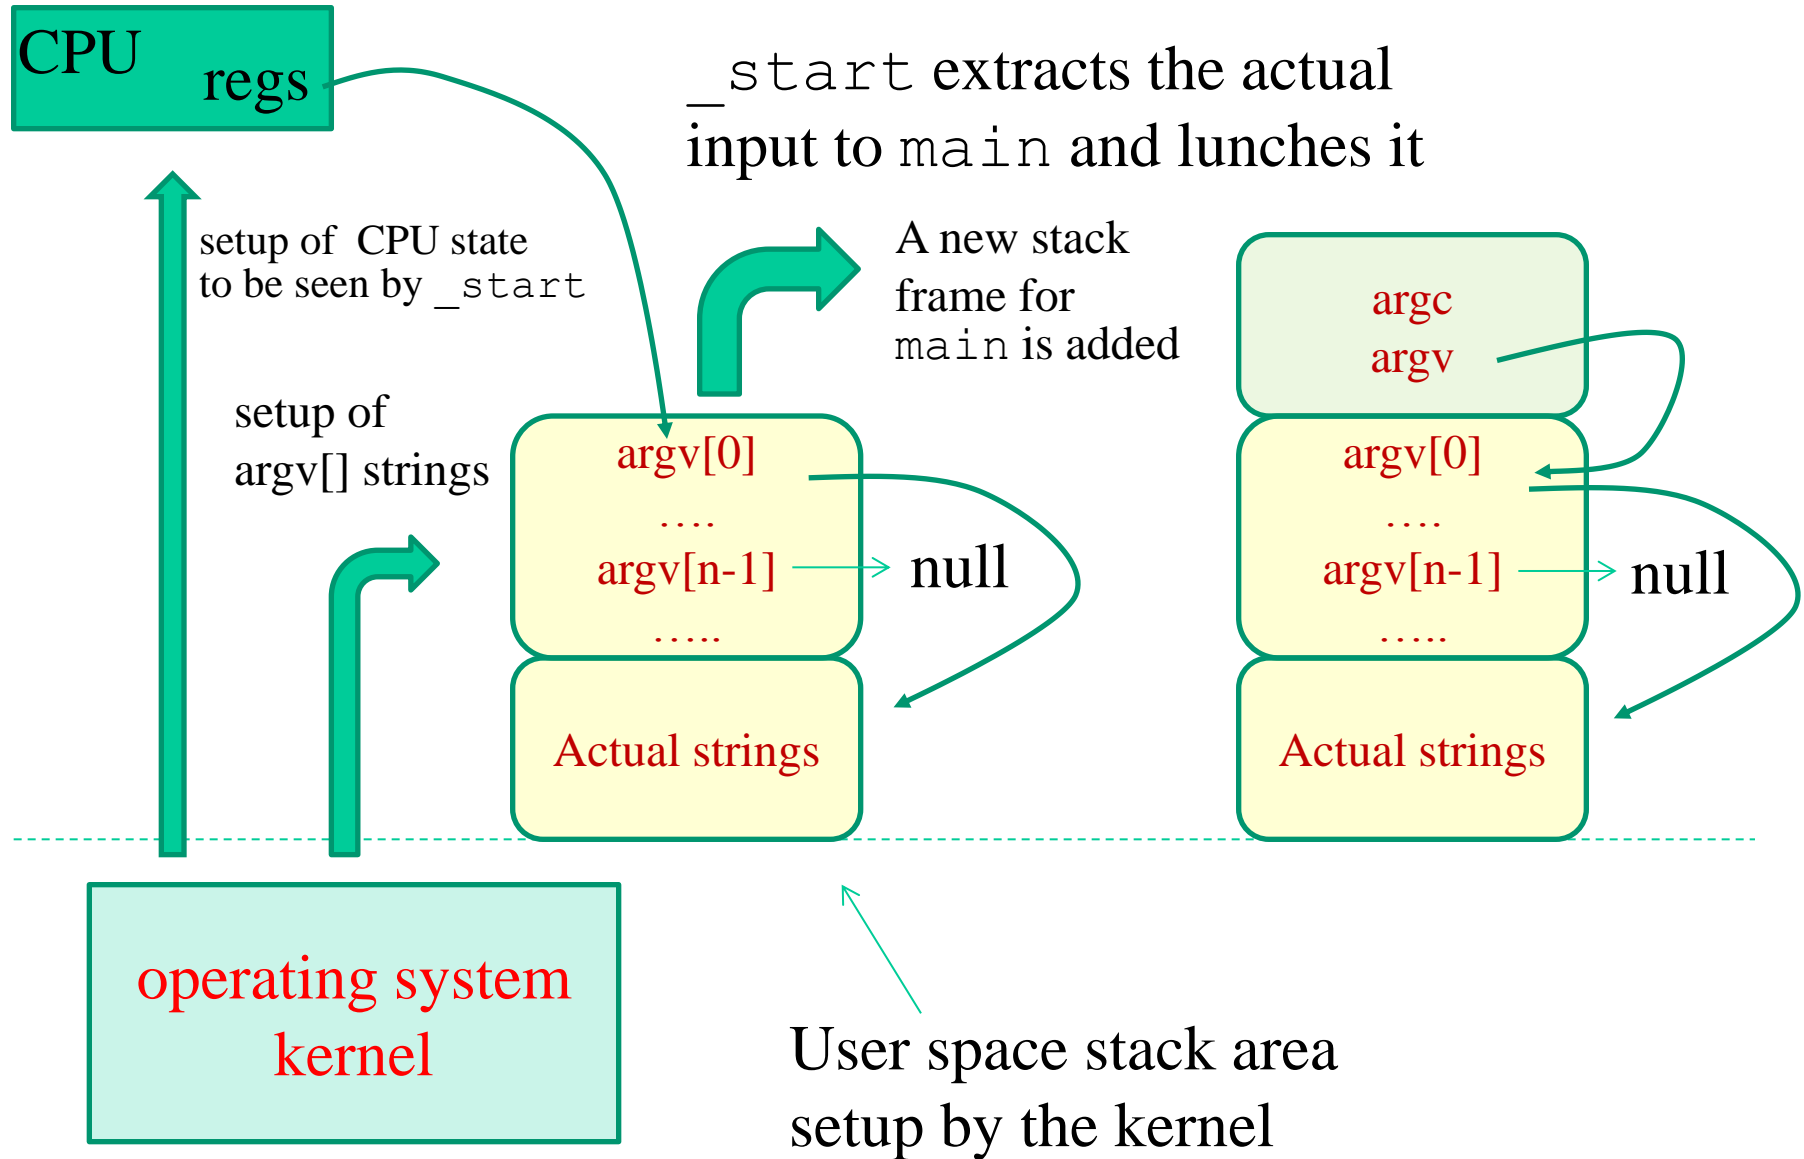 CPU
regs
_start extracts the actual
input to main and lunches it
setup of CPU state
to be seen by _start
A new stack
frame for
main is added
setup of
argv[] strings
argv[0]
....
argv[n-1]
null
.....
Actual strings
argc
argv
argv[0]
....
argv[n-1]
null
.....
Actual strings
operating system
kernel
User space stack area
setup by the kernel